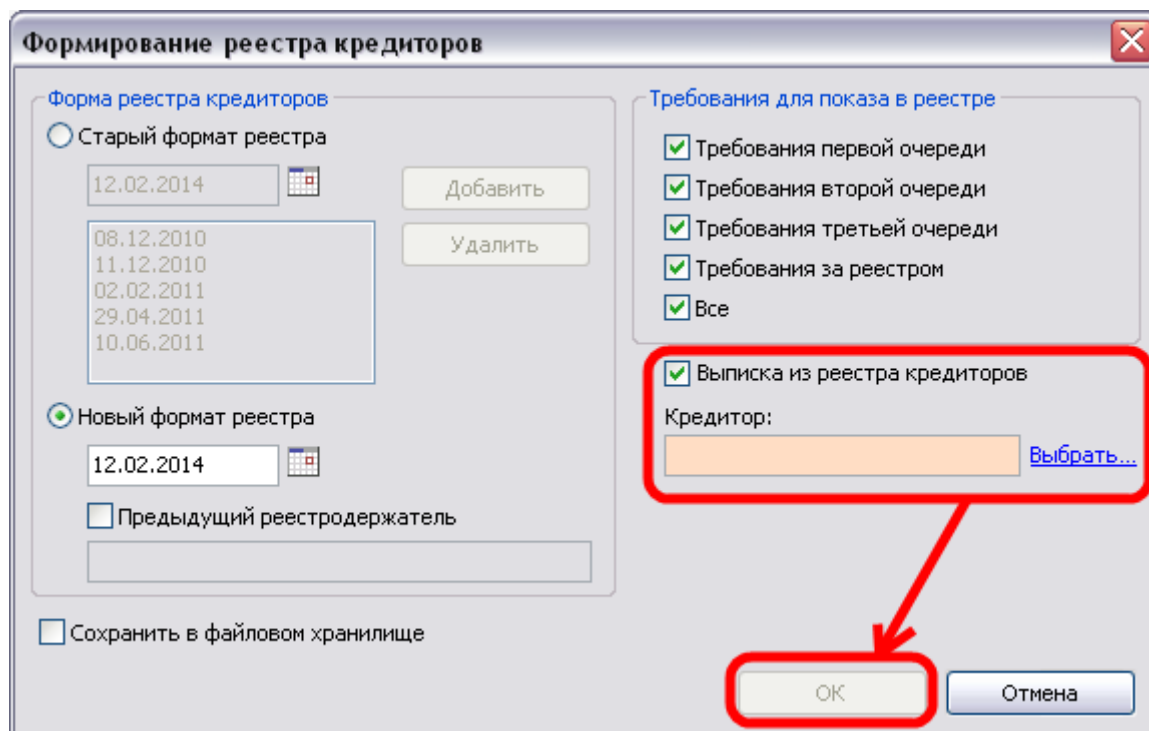 Формирование реестра кредиторов
Форма реестра кредиторов
Старый формат реестра
12.02.2014
Добавить
08.12.2010
11.12.2010
02.02.2011
29.04.2011
10.06.2011
Удалить
Новый формат реестра
12.02.2014
Предыдущий реестродержатель
Сохранить в файловом хранилище
Требования для показа в реестре
Требования первой очереди
Требования второй очереди
Требования третьей очереди
Требования за реестром
Все
Выписка из реестра кредиторов
Кредитор:
Выбрать...
ОК
Отмена